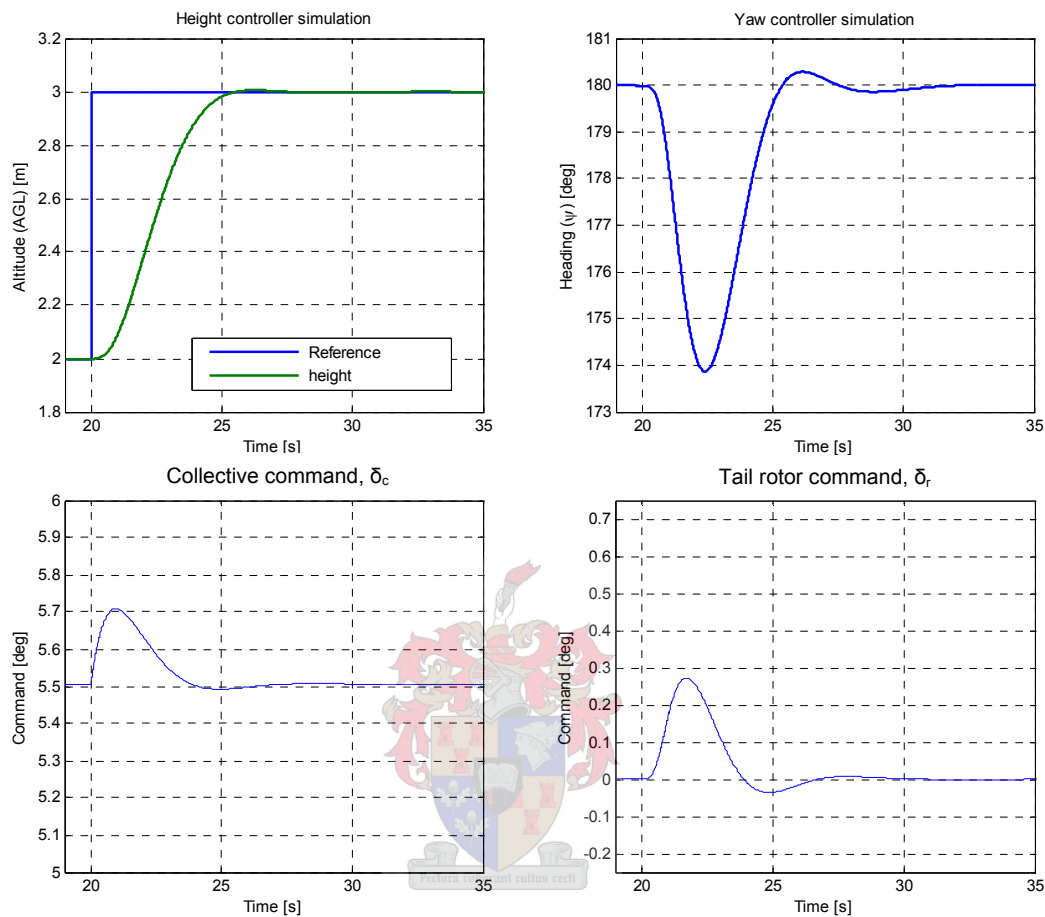 Height controller simulation
3.2
3
2.8
2.6
2.4
2.2
2
1.8
Altitude (AGL) [m]
Reference
height
20 25 30 35
Time [s]
Yaw controller simulation
181
180
179
178
177
176
175
174
173
Heading (ψ) [deg]
20 25 30 35
Time [s]
Collective command, δc
6
5.9
5.8
5.7
5.6
5.5
5.4
5.3
5.2
5.1
5
Command [deg]
20 25 30 35
Time [s]
Tail rotor command, δr
0.7
0.6
0.5
0.4
0.3
0.2
0.1
0
-0.1
-0.2
Command [deg]
20 25 30 35
Time [s]
Pectora roborant cultus recti